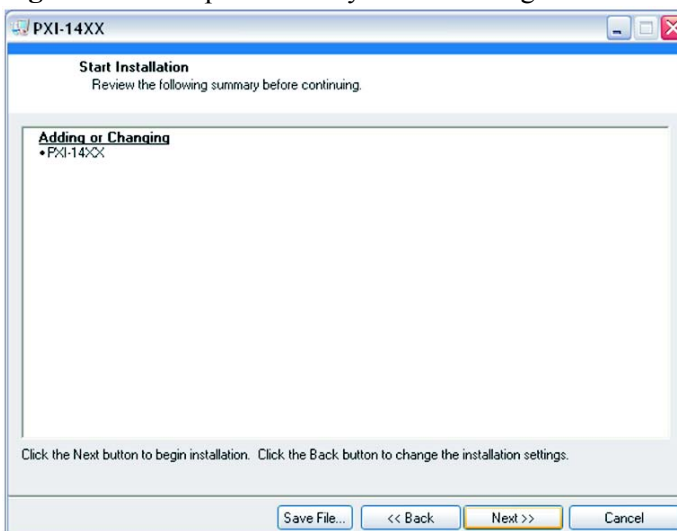 PXI-14XX
Start Installation
Review the following summary before continuing.
Adding or Changing
•PXI-14XX
Click the Next button to begin installation. Click the Back button to change the installation settings.
Save File... << Back Next >> Cancel